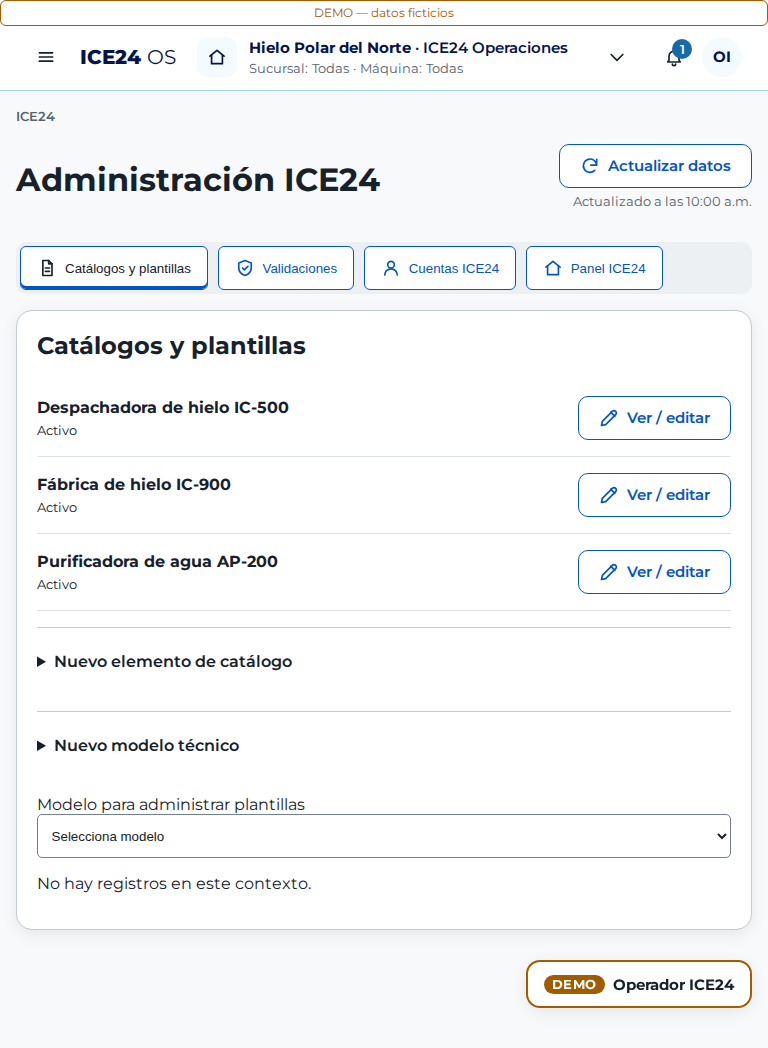 DEMO — datos ficticios
ICE24 OS
Hielo Polar del Norte · ICE24 Operaciones
Sucursal: Todas · Máquina: Todas
1
OI
ICE24
Administración ICE24
Actualizar datos
Actualizado a las 10:00 a.m.
Catálogos y plantillas
Validaciones
Cuentas ICE24
Panel ICE24
Catálogos y plantillas
Despachadora de hielo IC-500
Activo
Ver / editar
Fábrica de hielo IC-900
Activo
Ver / editar
Purificadora de agua AP-200
Activo
Ver / editar
Nuevo elemento de catálogo
Nuevo modelo técnico
Modelo para administrar plantillas
Selecciona modelo
No hay registros en este contexto.
DEMO Operador ICE24